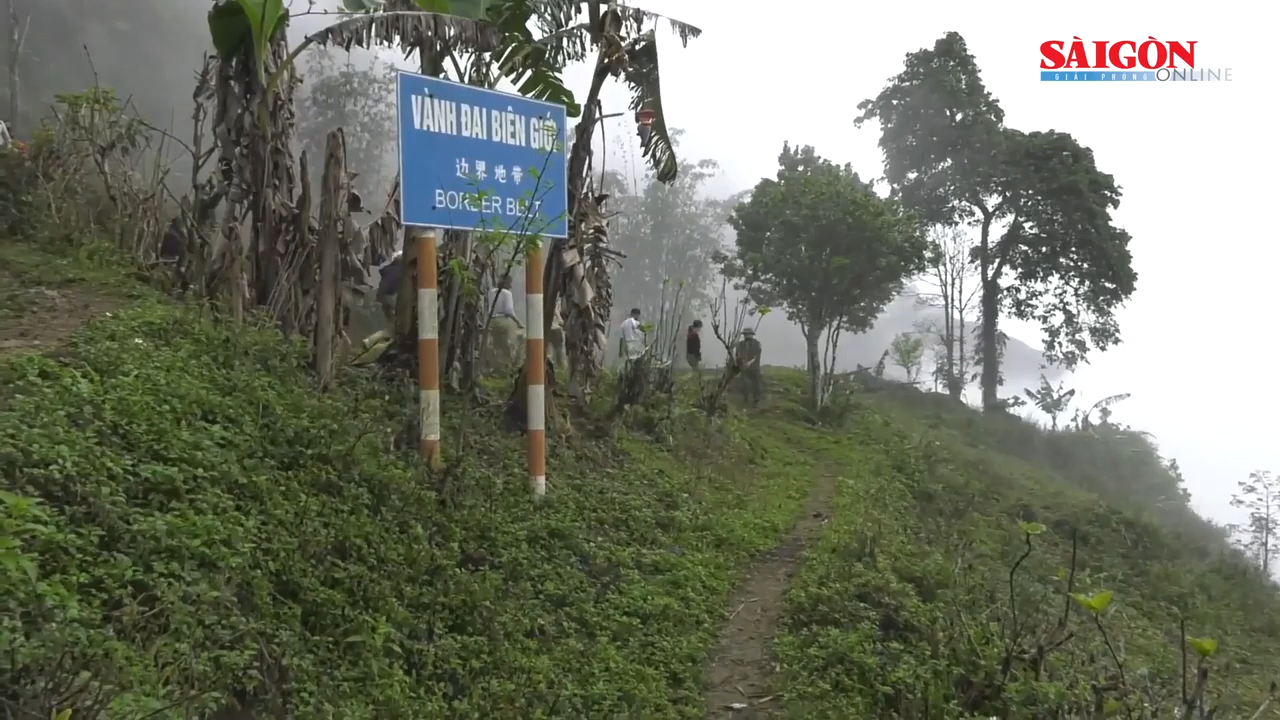 VÀNH ĐAI BIÊN GIỚI
边界地带
BORDER BELT
SÀIGÒN
GIẢI PHÓNG ONLINE